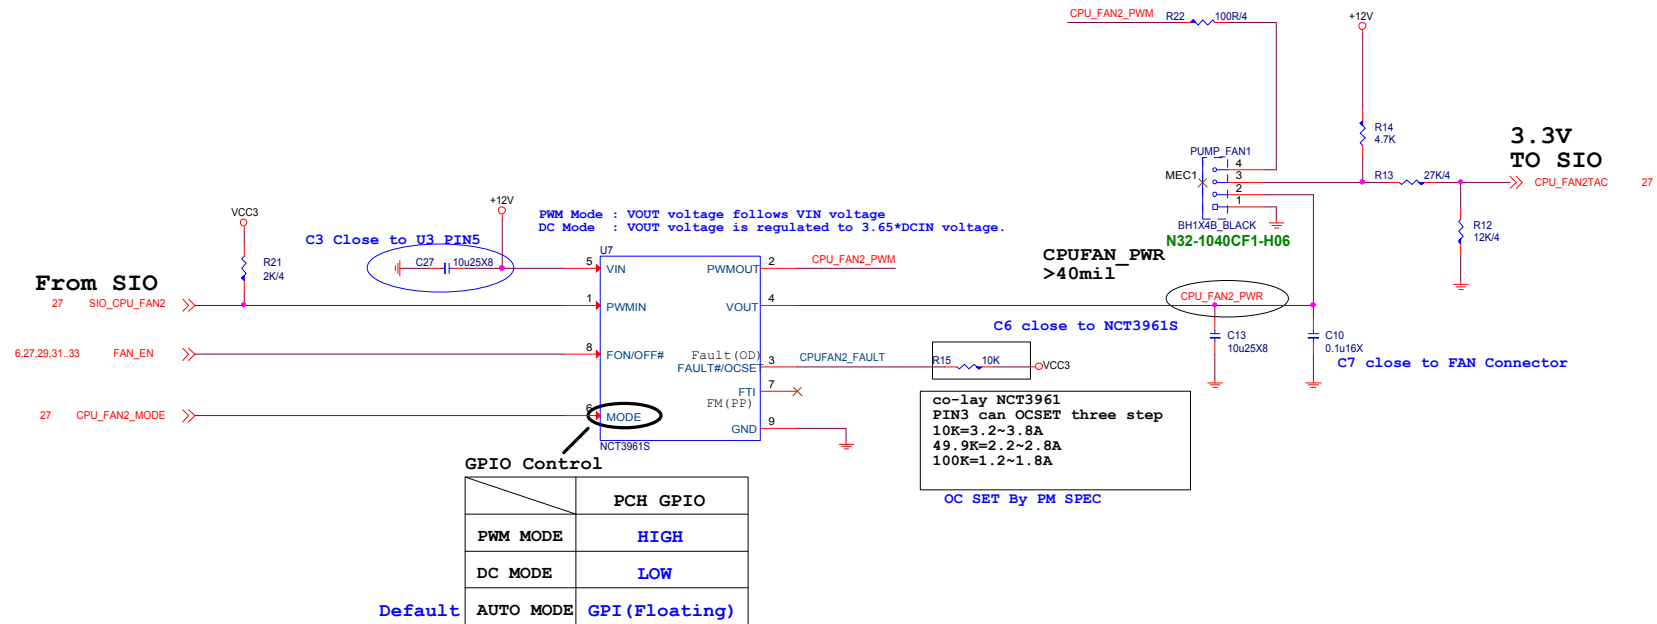 CPU_FAN2_PWM
R22
100R/4
+12V
R14
4.7K
3.3V
TO SIO
PUMP_FAN1
MEC1
4
3
2
1
R13
27K/4
CPU_FAN2TAC
27
BH1X4B_BLACK
N32-1040CF1-H06
R12
12K/4
VCC3
+12V
PWM Mode : VOUT voltage follows VIN voltage
DC Mode : VOUT voltage is regulated to 3.65*DCIN voltage.
C3 Close to U3 PIN5
R21
2K/4
C27
10u25X8
U7
5
VIN
PWMOUT
2
CPU_FAN2_PWM
CPUFAN_PWR
>40mil
From SIO
27
SIO_CPU_FAN2
1
PWMIN
VOUT
4
CPU_FAN2_PWR
C6 close to NCT3961S
C13
10u25X8
C10
0.1u16X
C7 close to FAN Connector
6,27,29,31..33
FAN_EN
8
FON/OFF#
Fault(OD)
FAULT#/OCSET
3
CPUFAN2_FAULT
R15
10K
VCC3
FTI
7
FM(PP)
27
CPU_FAN2_MODE
6
MODE
GND
9
NCT3961S
co-lay NCT3961
PIN3 can OCSET three step
10K=3.2~3.8A
49.9K=2.2~2.8A
100K=1.2~1.8A
OC SET By PM SPEC
GPIO Control
PCH GPIO
PWM MODE
HIGH
DC MODE
LOW
Default
AUTO MODE
GPI(Floating)